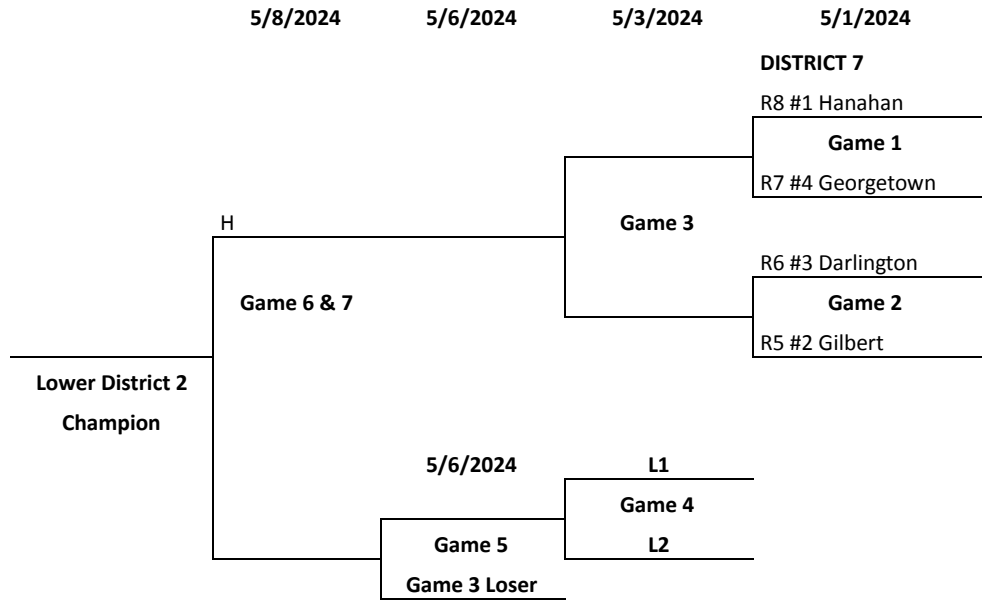 5/8/2024 5/6/2024 5/3/2024 5/1/2024
DISTRICT 7
R8 #1 Hanahan
Game 1
R7 #4 Georgetown
H
Game 3
R6 #3 Darlington
Game 6 & 7
Game 2
R5 #2 Gilbert
Lower District 2
Champion
5/6/2024
L1
Game 4
L2
Game 5
Game 3 Loser